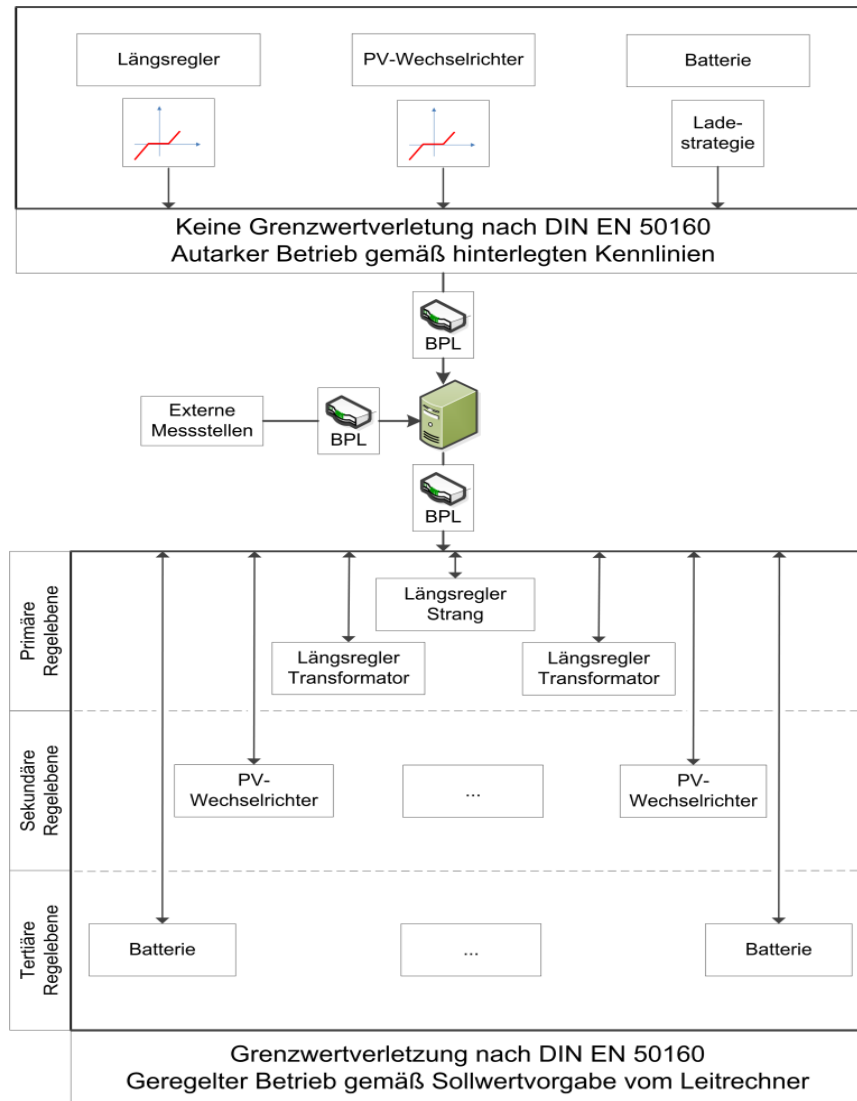 Längsregler
PV-Wechselrichter
Batterie
Lade-
strategie
Keine Grenzwertverletung nach DIN EN 50160
Autarker Betrieb gemäß hinterlegten Kennlinien
BPL
Externe
Messstellen
BPL
BPL
Primäre
Regelebene
Längsregler
Strang
Längsregler
Transformator
Längsregler
Transformator
Sekundäre
Regelebene
PV-
Wechselrichter
...
PV-
Wechselrichter
Tertiäre
Regelebene
Batterie
...
Batterie
Grenzwertverletzung nach DIN EN 50160
Geregelter Betrieb gemäß Sollwertvorgabe vom Leitrechner